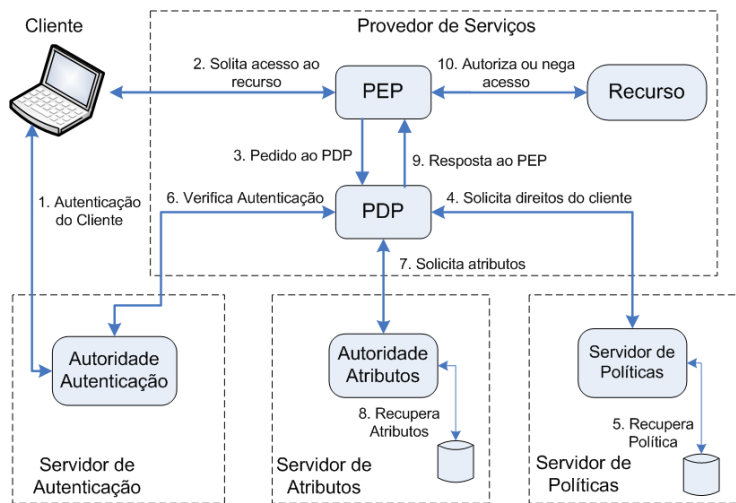 Cliente
Provedor de Serviços
2. Solita acesso ao
recurso
10. Autoriza ou nega
acesso
PEP
Recurso
3. Pedido ao PDP
9. Resposta ao PEP
1. Autenticação
do Cliente
6. Verifica Autenticação
PDP
4. Solicita direitos do cliente
7. Solicita atributos
Autoridade
Autenticação
Autoridade
Atributos
Servidor de
Políticas
8. Recupera
Atributos
5. Recupera
Política
Servidor de
Autenticação
Servidor de
Atributos
Servidor de
Políticas